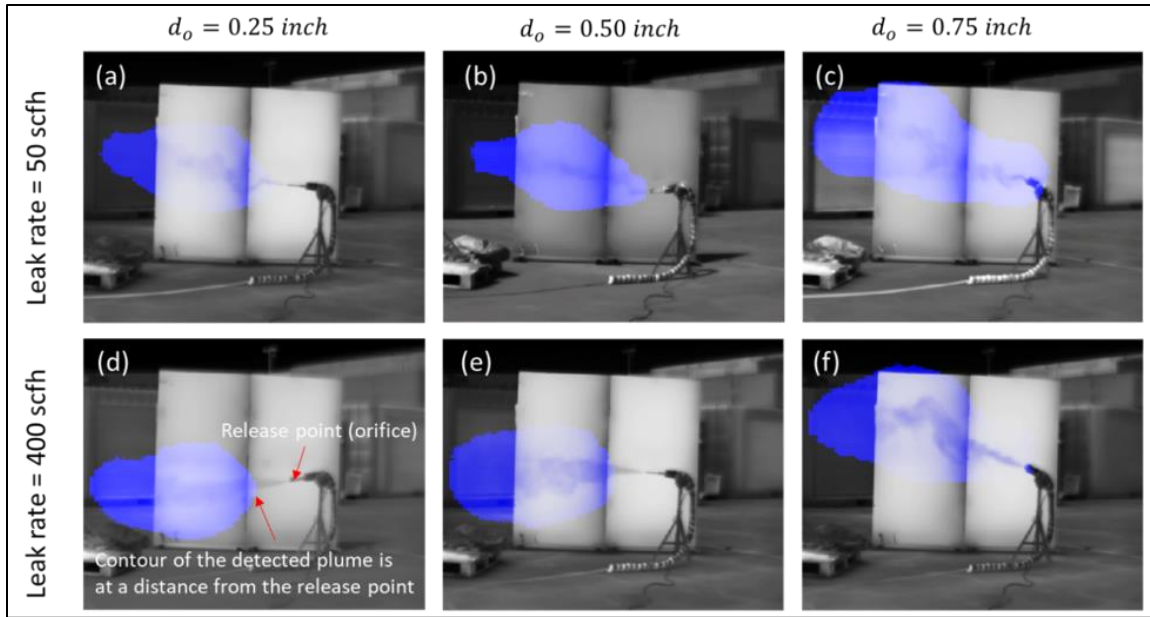 d_o = 0.25 inch
d_o = 0.50 inch
d_o = 0.75 inch
Leak rate = 50 scfh
(a)
(b)
(c)
Leak rate = 400 scfh
(d)
(e)
(f)
Release point (orifice)
Contour of the detected plume is
at a distance from the release point